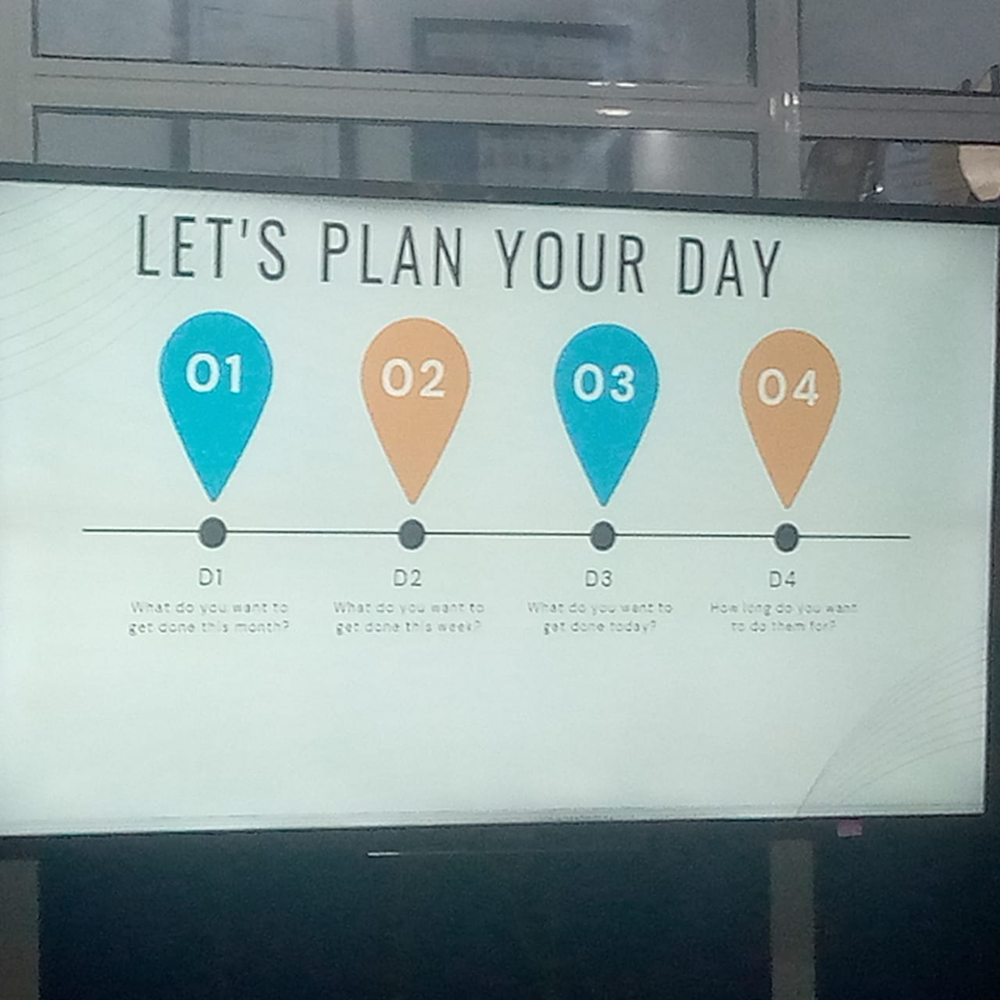 LET'S PLAN YOUR DAY
01
02
03
04
D1
D2
D3
D4
What do you want to
get done this month?
What do you want to
get done this week?
What do you want to
get done today?
How long do you want
to do them for?